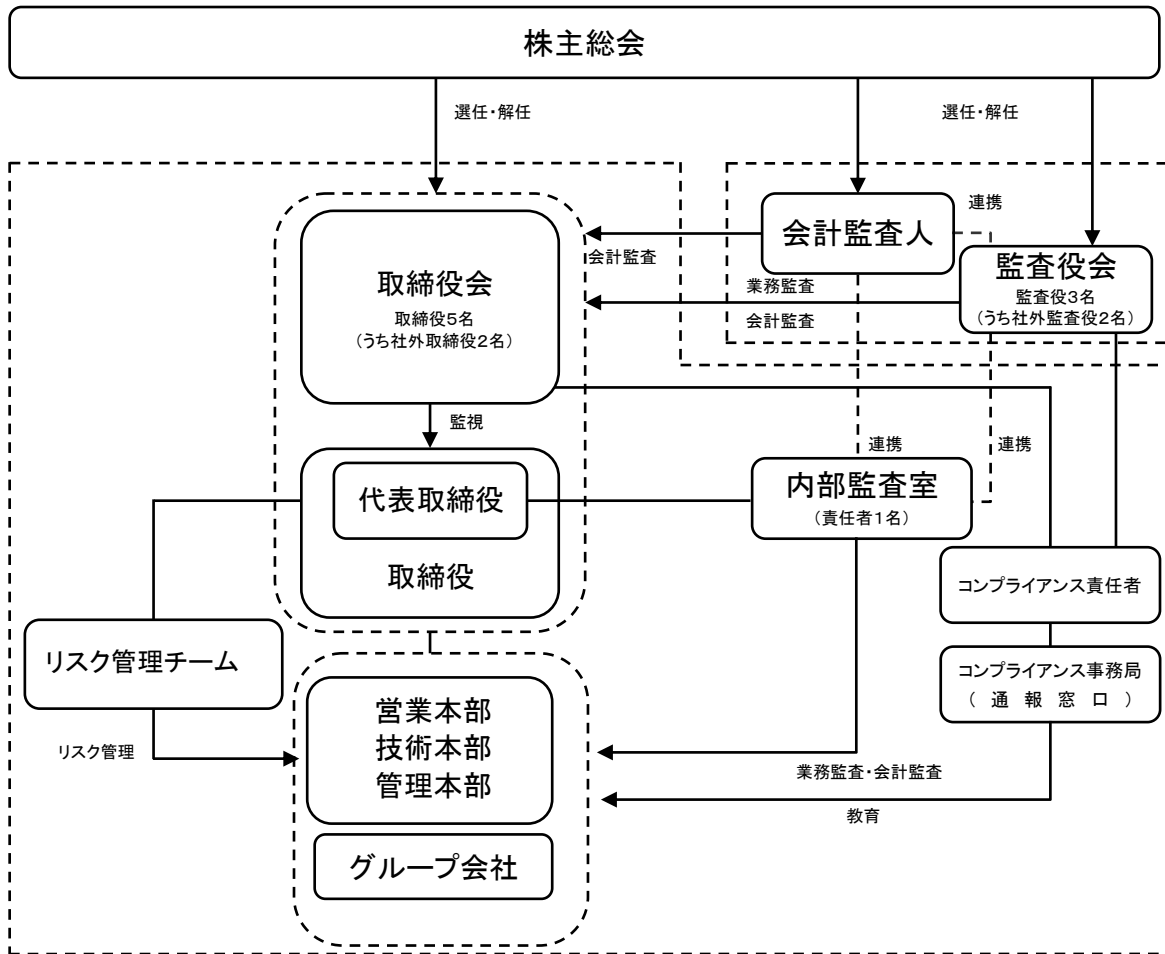 株主総会
選任・解任
選任・解任
会計監査人
連携
会計監査
監査役会
監査役3名
(うち社外監査役2名)
業務監査
会計監査
取締役会
取締役5名
(うち社外取締役2名)
監視
連携
連携
代表取締役
取締役
内部監査室
(責任者1名)
コンプライアンス責任者
リスク管理チーム
コンプライアンス事務局
(通報窓口)
営業本部
技術本部
管理本部
リスク管理
業務監査・会計監査
教育
グループ会社